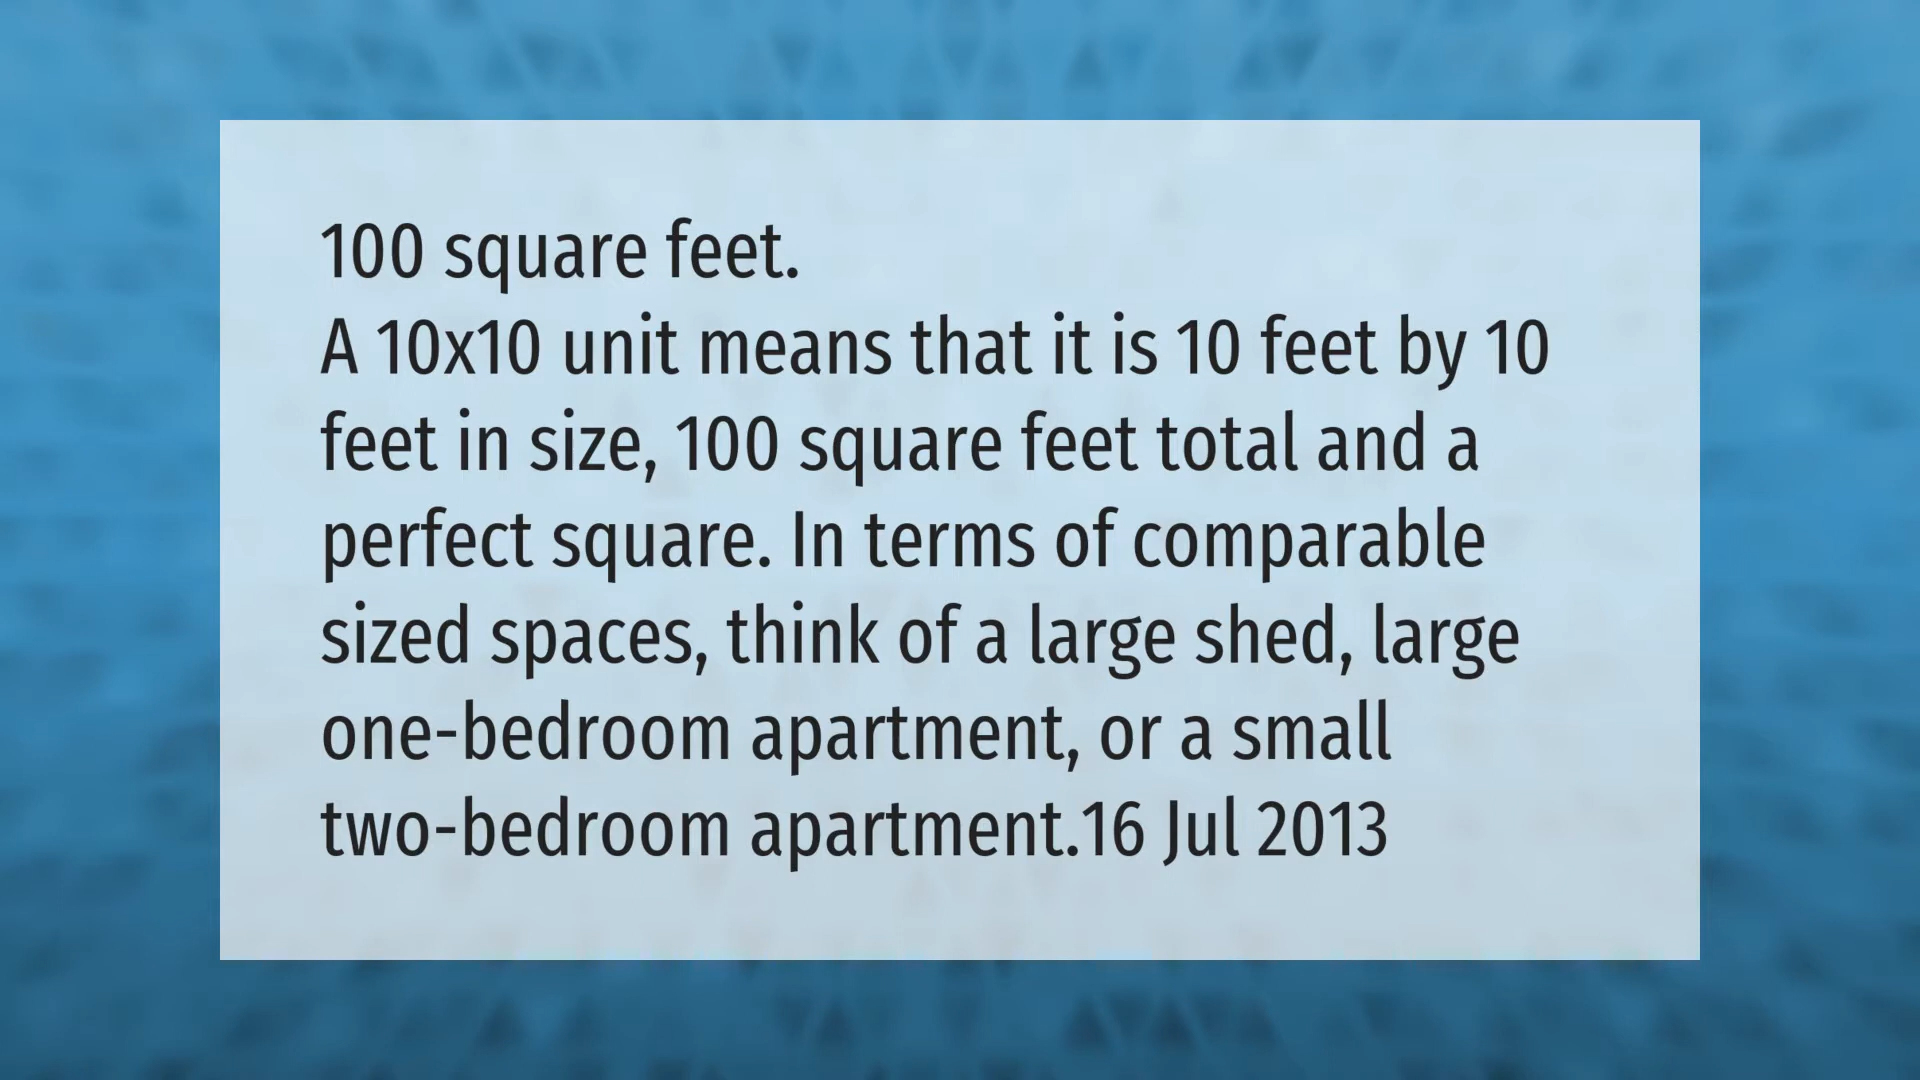 100 square feet.
A 10x10 unit means that it is 10 feet by 10
feet in size, 100 square feet total and a
perfect square. In terms of comparable
sized spaces, think of a large shed, large
one-bedroom apartment, or a small
two-bedroom apartment.16 Jul 2013